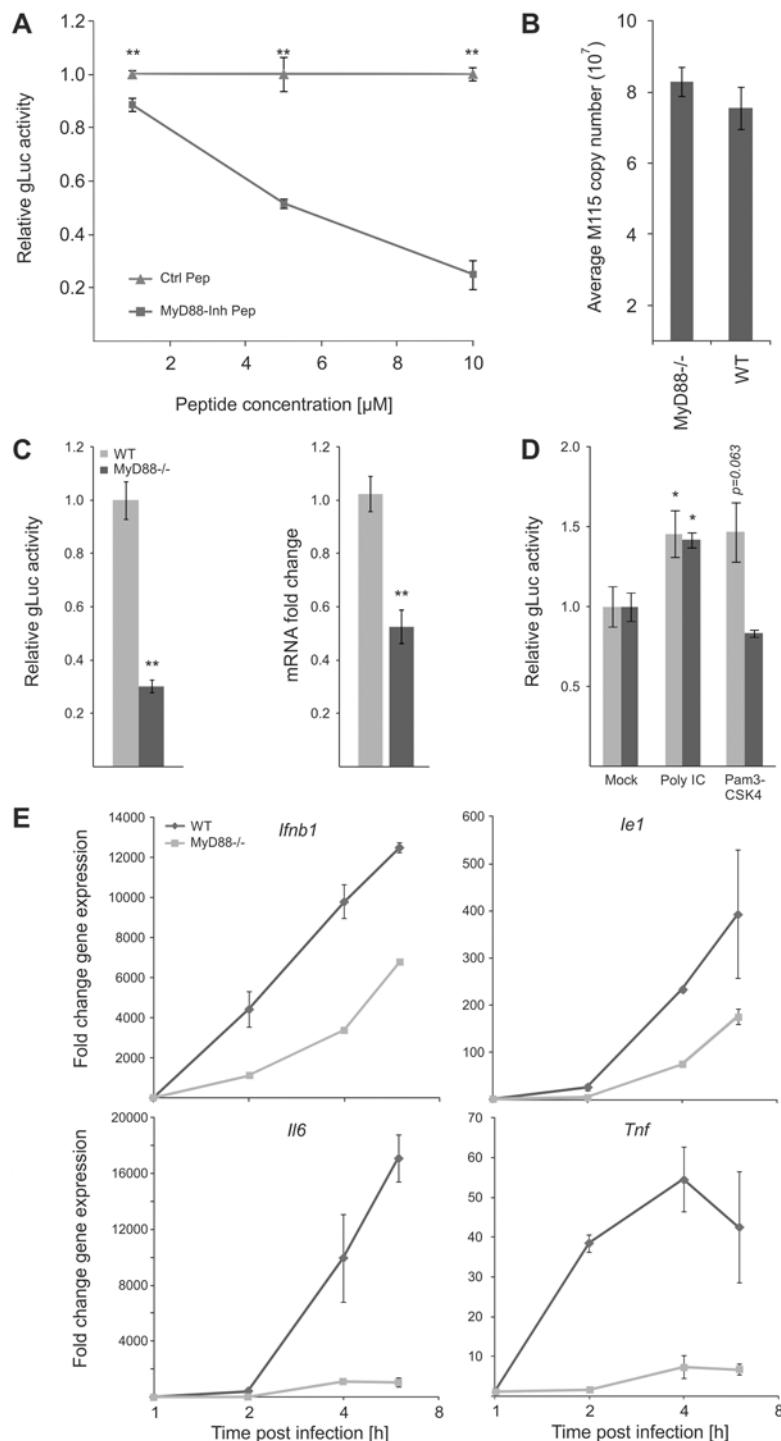 A
1.2
1.0
0.8
0.6
0.4
0.2
** ** **
Relative gLuc activity
Ctrl Pep
MyD88-Inh Pep
2 4 6 8 10
Peptide concentration [µM]
B
10
8
6
4
2
Average M115 copy number (10⁷)
MyD88-/-
WT
C
WT
MyD88-/-
1.0
0.8
0.6
0.4
0.2
Relative gLuc activity
**
1.0
0.8
0.6
0.4
0.2
mRNA fold change
**
D
2.0
1.5
1.0
0.5
Relative gLuc activity
*
*
p=0.063
Mock
Poly IC
Pam3-
CSK4
E
WT
MyD88-/-
Ifnb1
14000
12000
10000
8000
6000
4000
2000
Fold change gene expression
1 2 4 8
Ie1
600
500
400
300
200
100
1 2 4 8
Il6
20000
16000
12000
8000
4000
Fold change gene expression
1 2 4 8
Time post infection [h]
Tnf
70
60
50
40
30
20
10
1 2 4 8
Time post infection [h]